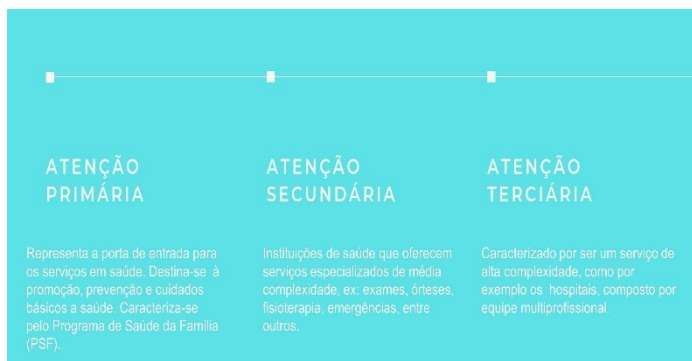 ATENÇÃO
PRIMÁRIA
Representa a porta de entrada para
os serviços em saúde. Destina-se à
promoção, prevenção e cuidados
básicos a saúde. Caracteriza-se
pelo Programa de Saúde da Família
(PSF).
ATENÇÃO
SECUNDÁRIA
Instituições de saúde que oferecem
serviços especializados de média
complexidade, ex: exames, órteses,
fisioterapia, emergências, entre
outros.
ATENÇÃO
TERCIÁRIA
Caracterizado por ser um serviço de
alta complexidade, como por
exemplo os hospitais, composto por
equipe multiprofissional.